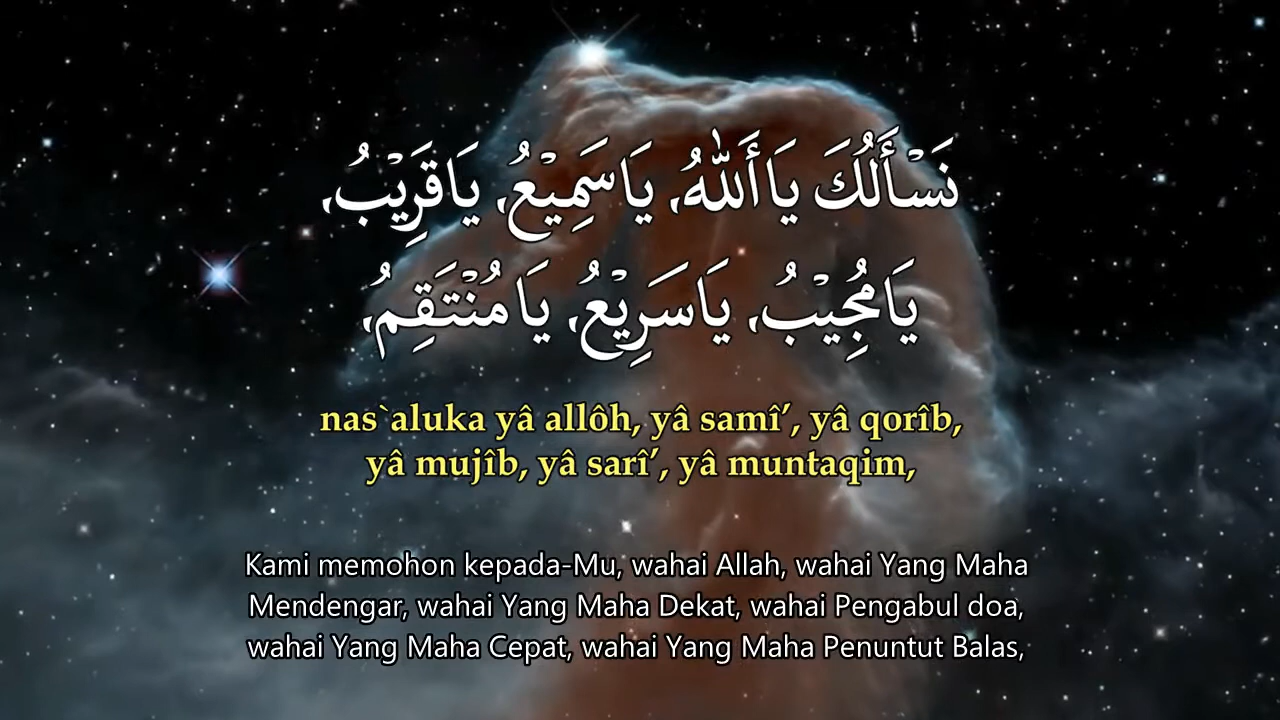 نَسْأَلُكَ يَا أَللّٰهُ، يَاسَمِيْعُ، يَاقَرِيْبُ،
يَامُجِيْبُ، يَاسَرِيْعُ، يَامُنْتَقِمُ،
nas`aluka yâ allôh, yâ samî’, yâ qorîb,
yâ mujîb, yâ sarî’, yâ muntaqim,
Kami memohon kepada-Mu, wahai Allah, wahai Yang Maha
Mendengar, wahai Yang Maha Dekat, wahai Pengabul doa,
wahai Yang Maha Cepat, wahai Yang Maha Penuntut Balas,